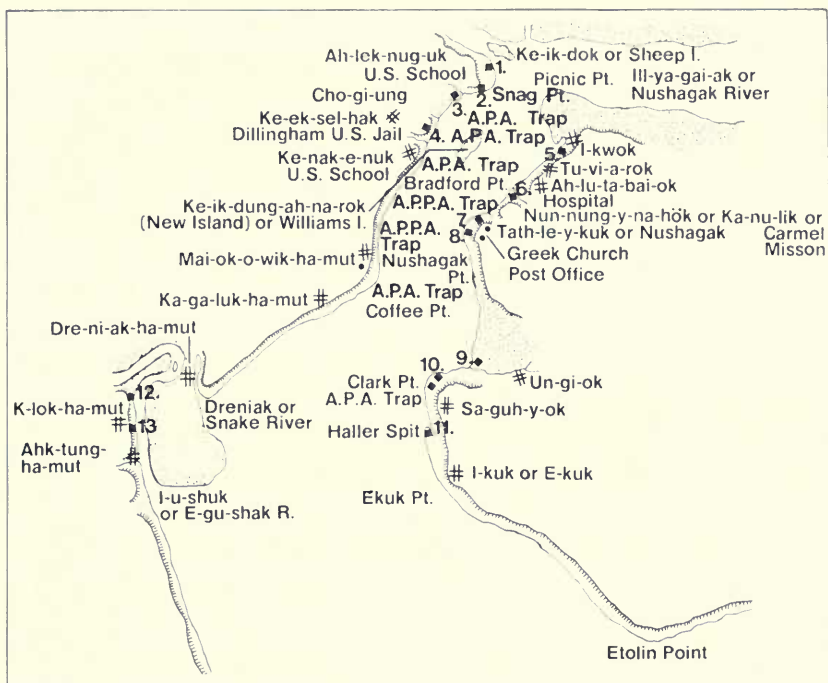 Ah-lek-nug-uk
U.S. School
Ke-ik-dok or Sheep I.
1.
Picnic Pt.
Ill-ya-gai-ak or
Nushagak River
Cho-gi-ung
2.
Snag Pt.
3.
A.P.A. Trap
Ke-ek-sel-hak
Dillingham U.S. Jail
4. A.P.A. Trap
Ke-nak-e-nuk
U.S. School
A.P.A. Trap
Bradford Pt.
5.
I-kwok
Tu-vi-a-rok
6.
Ah-lu-ta-bai-ok
Hospital
Ke-ik-dung-ah-na-rok
(New Island) or Williams I.
A.P.P.A. Trap
7.
Nun-nung-y-na-hök or Ka-nu-lik or
Carmel
Misson
8.
Tath-le-y-kuk or Nushagak
A.P.P.A.
Trap
Greek Church
Post Office
Nushagak
Pt.
Mai-ok-o-wik-ha-mut
A.P.A. Trap
Coffee Pt.
Ka-ga-luk-ha-mut
Dre-ni-ak-ha-mut
9.
10.
Clark Pt.
A.P.A. Trap
Un-gi-ok
12.
K-lok-ha-mut
Dreniak or
Snake River
Sa-guh-y-ok
13
Haller Spit
11.
Ahk-tung-
ha-mut
I-u-shuk
or E-gu-shak R.
I-kuk or E-kuk
Ekuk Pt.
Etolin Point